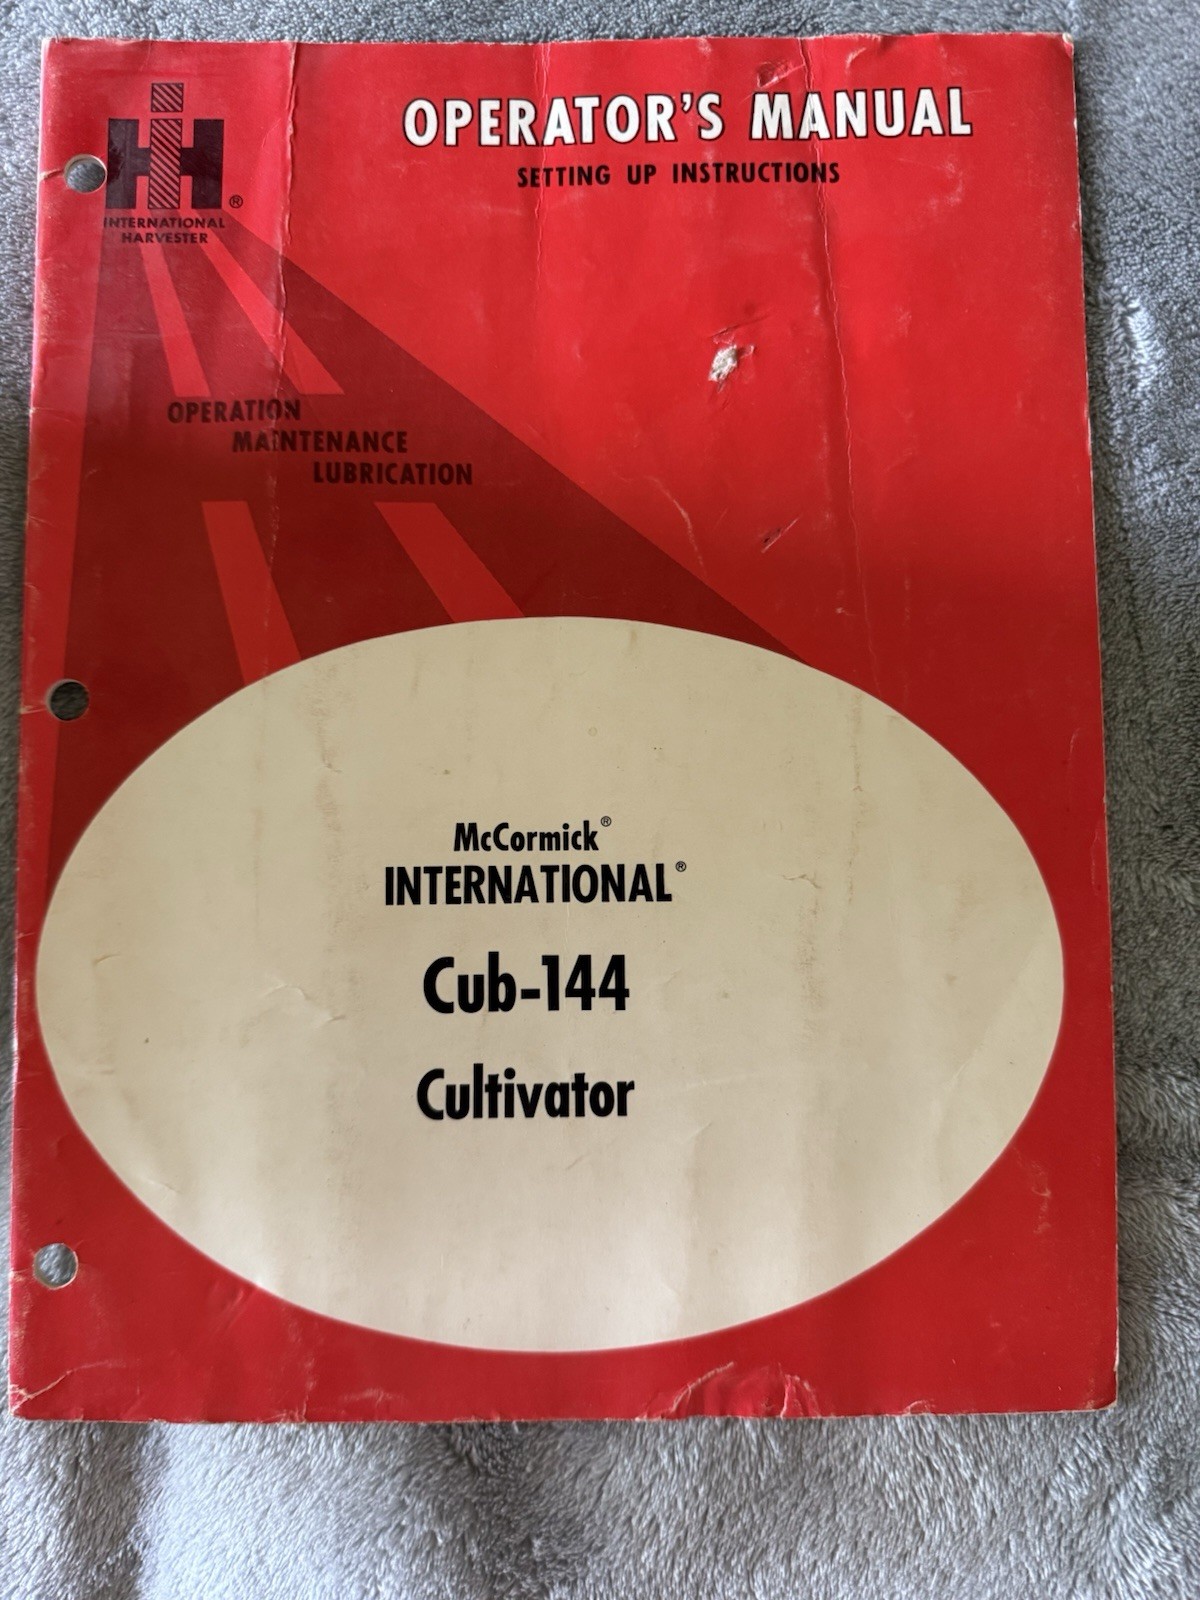 IH®
INTERNATIONAL
HARVESTER
OPERATOR'S MANUAL
SETTING UP INSTRUCTIONS
OPERATION
MAINTENANCE
LUBRICATION
McCormick®
INTERNATIONAL®
Cub-144
Cultivator